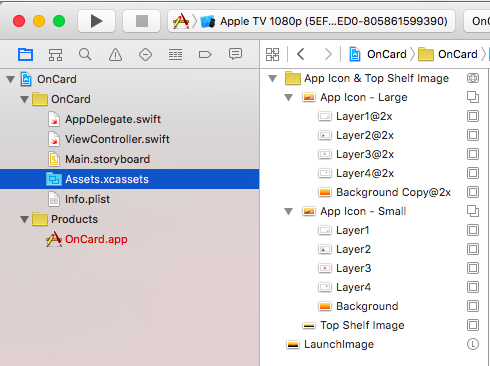 Apple TV 1080p (5EF...ED0-805861599390)
OnCard
OnCard
AppDelegate.swift
ViewController.swift
Main.storyboard
Assets.xcassets
Info.plist
Products
OnCard.app
OnCard
OnCard
App Icon & Top Shelf Image
App Icon - Large
Layer1@2x
Layer2@2x
Layer3@2x
Layer4@2x
Background Copy@2x
App Icon - Small
Layer1
Layer2
Layer3
Layer4
Background
Top Shelf Image
LaunchImage